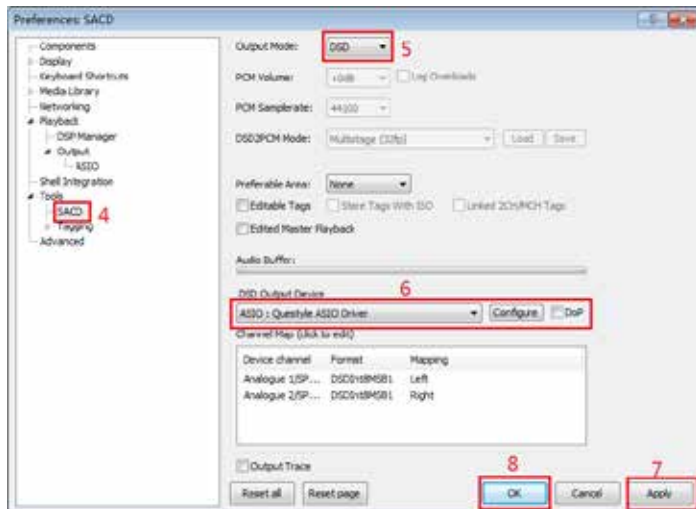 Preferences: SACD
Components
Display
Keyboard Shortcuts
Media Library
Networking
Playback
DSP Manager
Output
ASIO
Shell Integration
Tools
SACD 4
Tagging
Advanced
Output Mode: DSD 5
PCM Volume: +0dB Log Overloads
PCM Samplerate: 44100
DSD2PCM Mode: Multistage (32fp) Load Save
Preferable Area: None
Editable Tags Store Tags With ISO Linked 2CH/MCH Tags
Edited Master Playback
Audio Buffer:
6
DSD Output Device
ASIO : Questyle ASIO Driver Configure DoP
Channel Map (click to edit)
Device channel Format Mapping
Analogue 1/SP... DSDInt8MSB1 Left
Analogue 2/SP... DSDInt8MSB1 Right
Output Trace
8 7
Reset all Reset page OK Cancel Apply